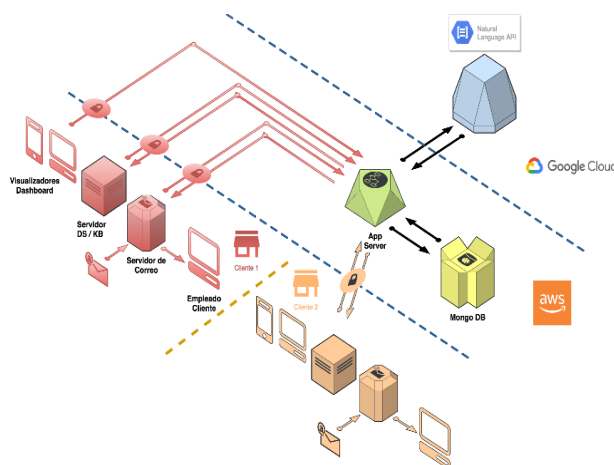 Natural
Language API
Google Cloud
Visualizadores
Dashboard
Servidor
DS / KB
Servidor de
Correo
Cliente 1
Empleado
Cliente
App
Server
Mongo DB
aws
Cliente 2